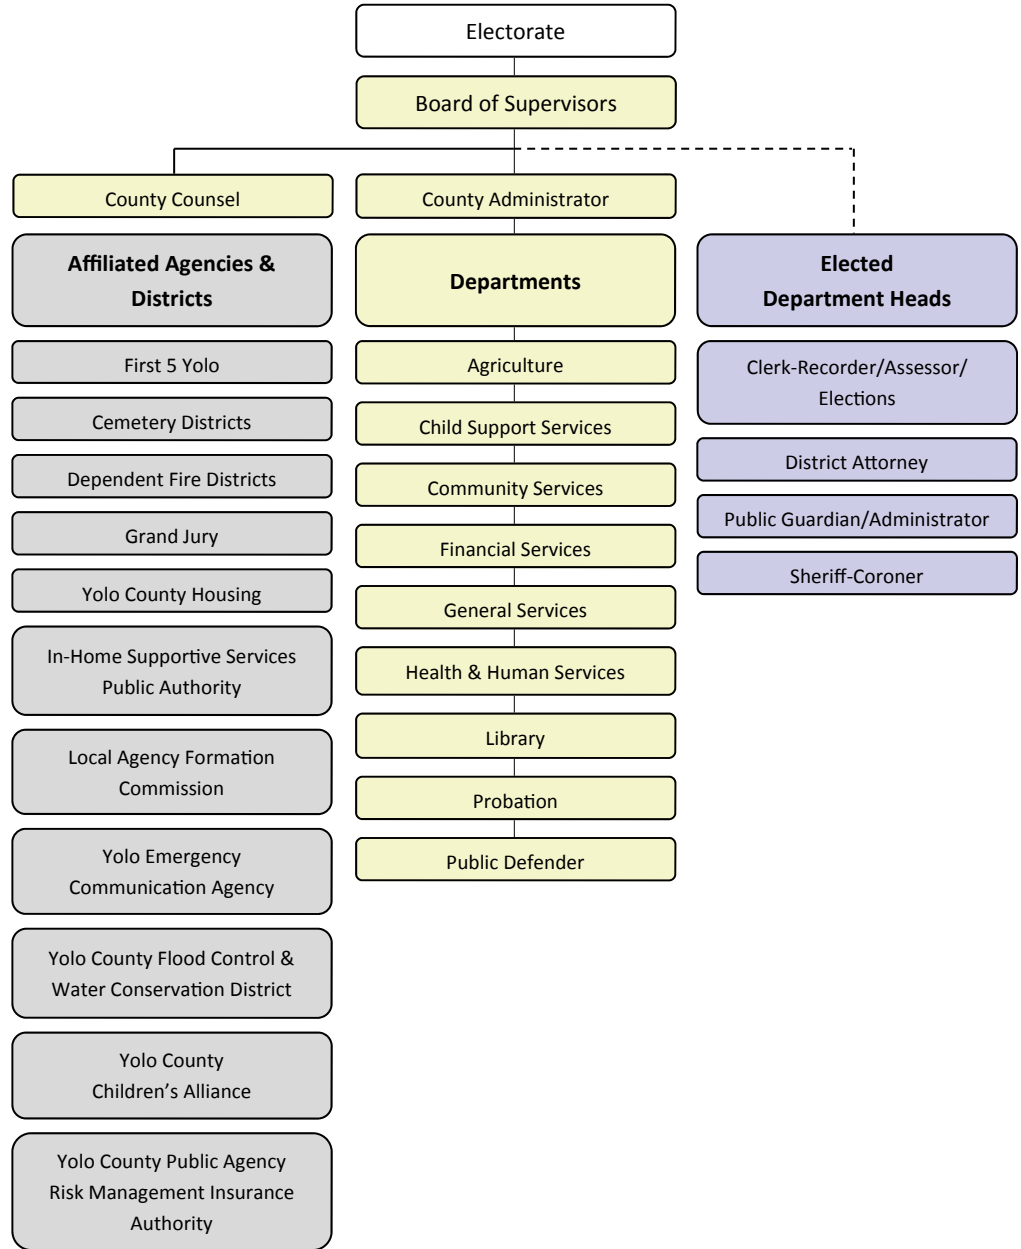 Electorate
Board of Supervisors
County Counsel
County Administrator
Affiliated Agencies &
Districts
First 5 Yolo
Cemetery Districts
Dependent Fire Districts
Grand Jury
Yolo County Housing
In-Home Supportive Services
Public Authority
Local Agency Formation
Commission
Yolo Emergency
Communication Agency
Yolo County Flood Control &
Water Conservation District
Yolo County
Children’s Alliance
Yolo County Public Agency
Risk Management Insurance
Authority
Departments
Agriculture
Child Support Services
Community Services
Financial Services
General Services
Health & Human Services
Library
Probation
Public Defender
Elected
Department Heads
Clerk-Recorder/Assessor/
Elections
District Attorney
Public Guardian/Administrator
Sheriff-Coroner